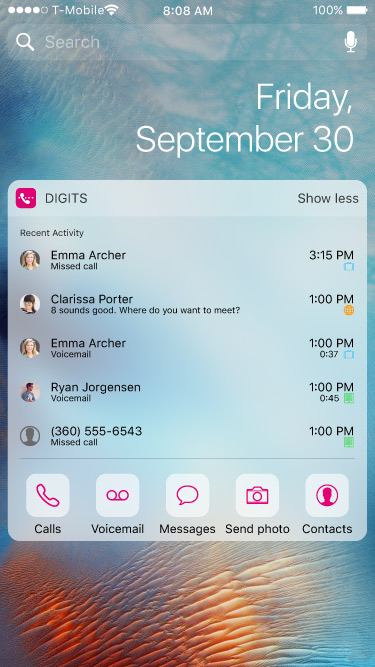 T-Mobile 8:08 AM 100%
Search
Friday,
September 30
DIGITS Show less
Recent Activity
Emma Archer 3:15 PM
Missed call
Clarissa Porter 1:00 PM
8 sounds good. Where do you want to meet?
Emma Archer 1:00 PM
Voicemail 0:37
Ryan Jorgensen 1:00 PM
Voicemail 0:45
(360) 555-6543 1:00 PM
Missed call
Calls Voicemail Messages Send photo Contacts